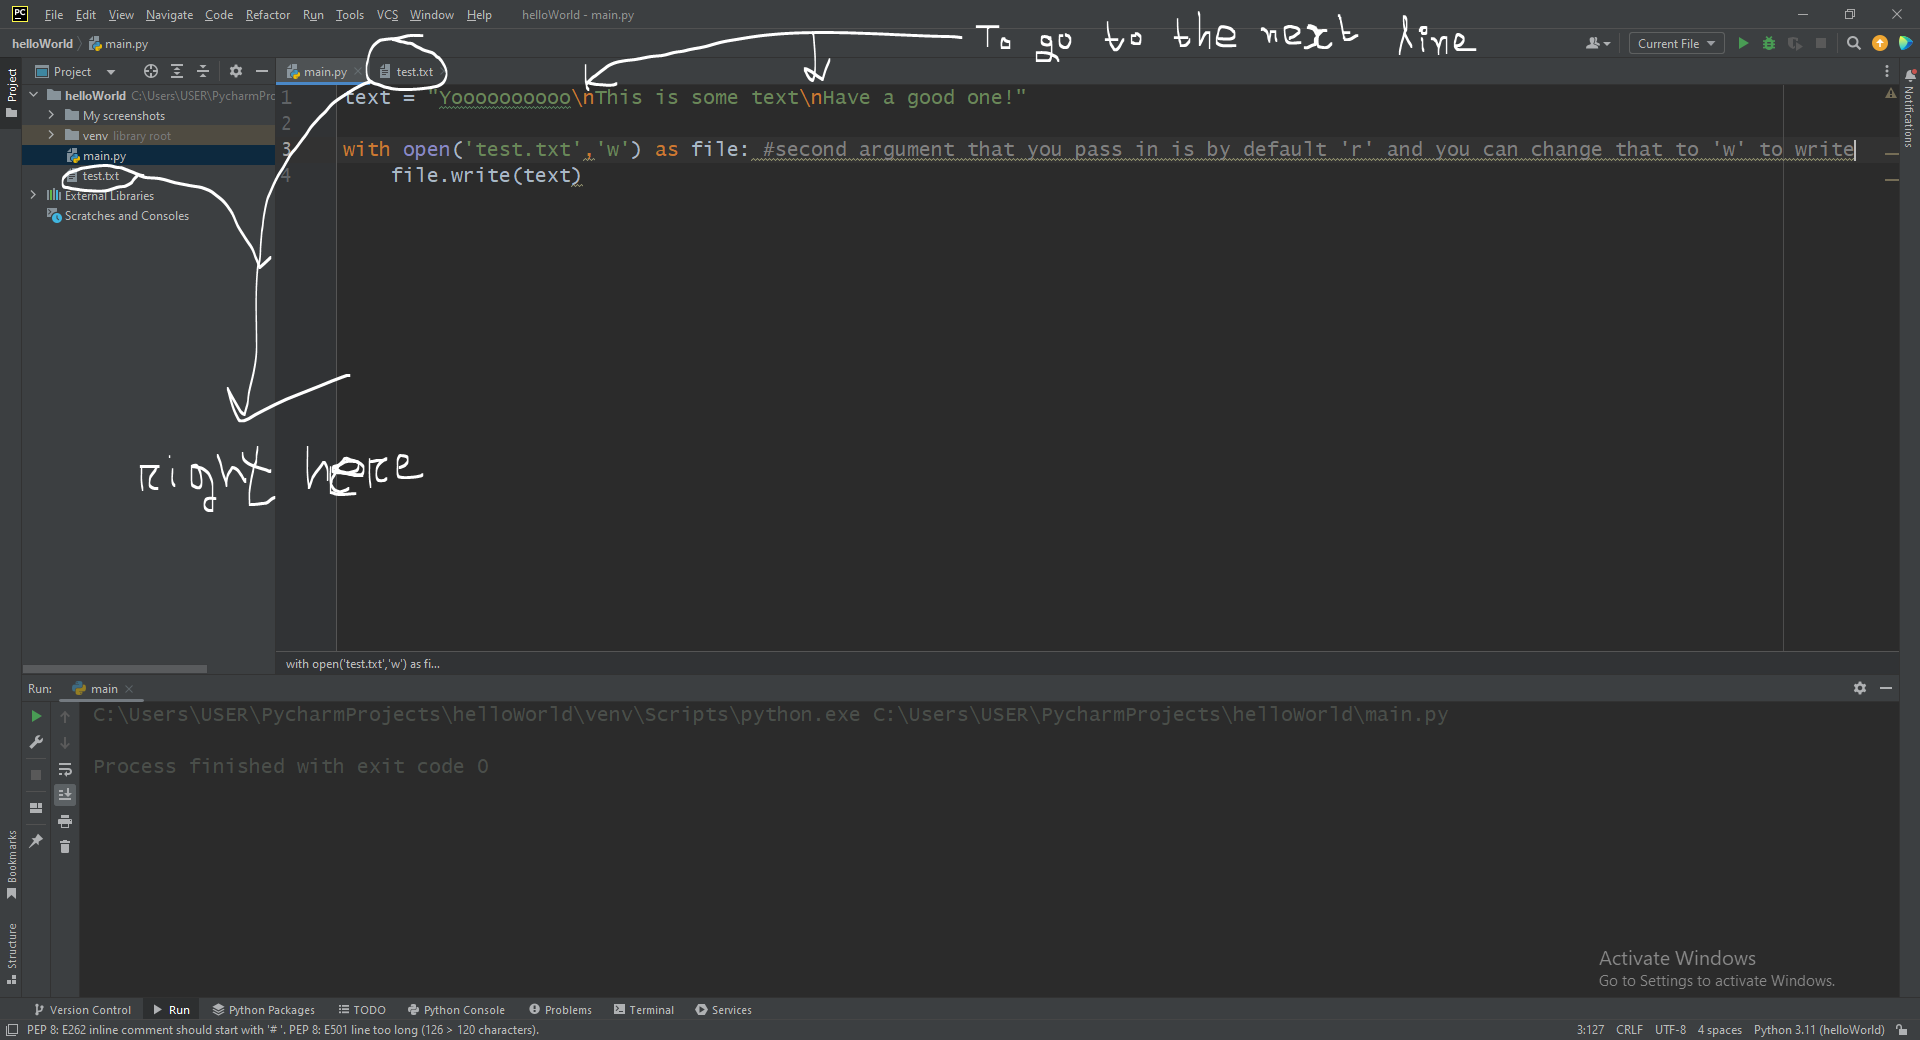 PC File Edit View Navigate Code Refactor Run Tools VCS Window Help helloWorld - main.py
To go to the next line
helloWorld main.py Current File
Project main.py test.txt
helloWorld C:\Users\USER\PycharmPro
My screenshots
venv library root
main.py
test.txt
External Libraries
Scratches and Consoles
1 text = "Yoooooooooo\nThis is some text\nHave a good one!"
2
3 with open('test.txt','w') as file: #second argument that you pass in is by default 'r' and you can change that to 'w' to write
4 file.write(text)
right here
with open('test.txt','w') as fi...
Project
Notifications
Run: main
C:\Users\USER\PycharmProjects\helloWorld\venv\Scripts\python.exe C:\Users\USER\PycharmProjects\helloWorld\main.py
Process finished with exit code 0
Bookmarks
Structure
Activate Windows
Go to Settings to activate Windows.
Version Control Run Python Packages TODO Python Console Problems Terminal Services
PEP 8: E262 inline comment should start with '# '. PEP 8: E501 line too long (126 > 120 characters). 3:127 CRLF UTF-8 4 spaces Python 3.11 (helloWorld)